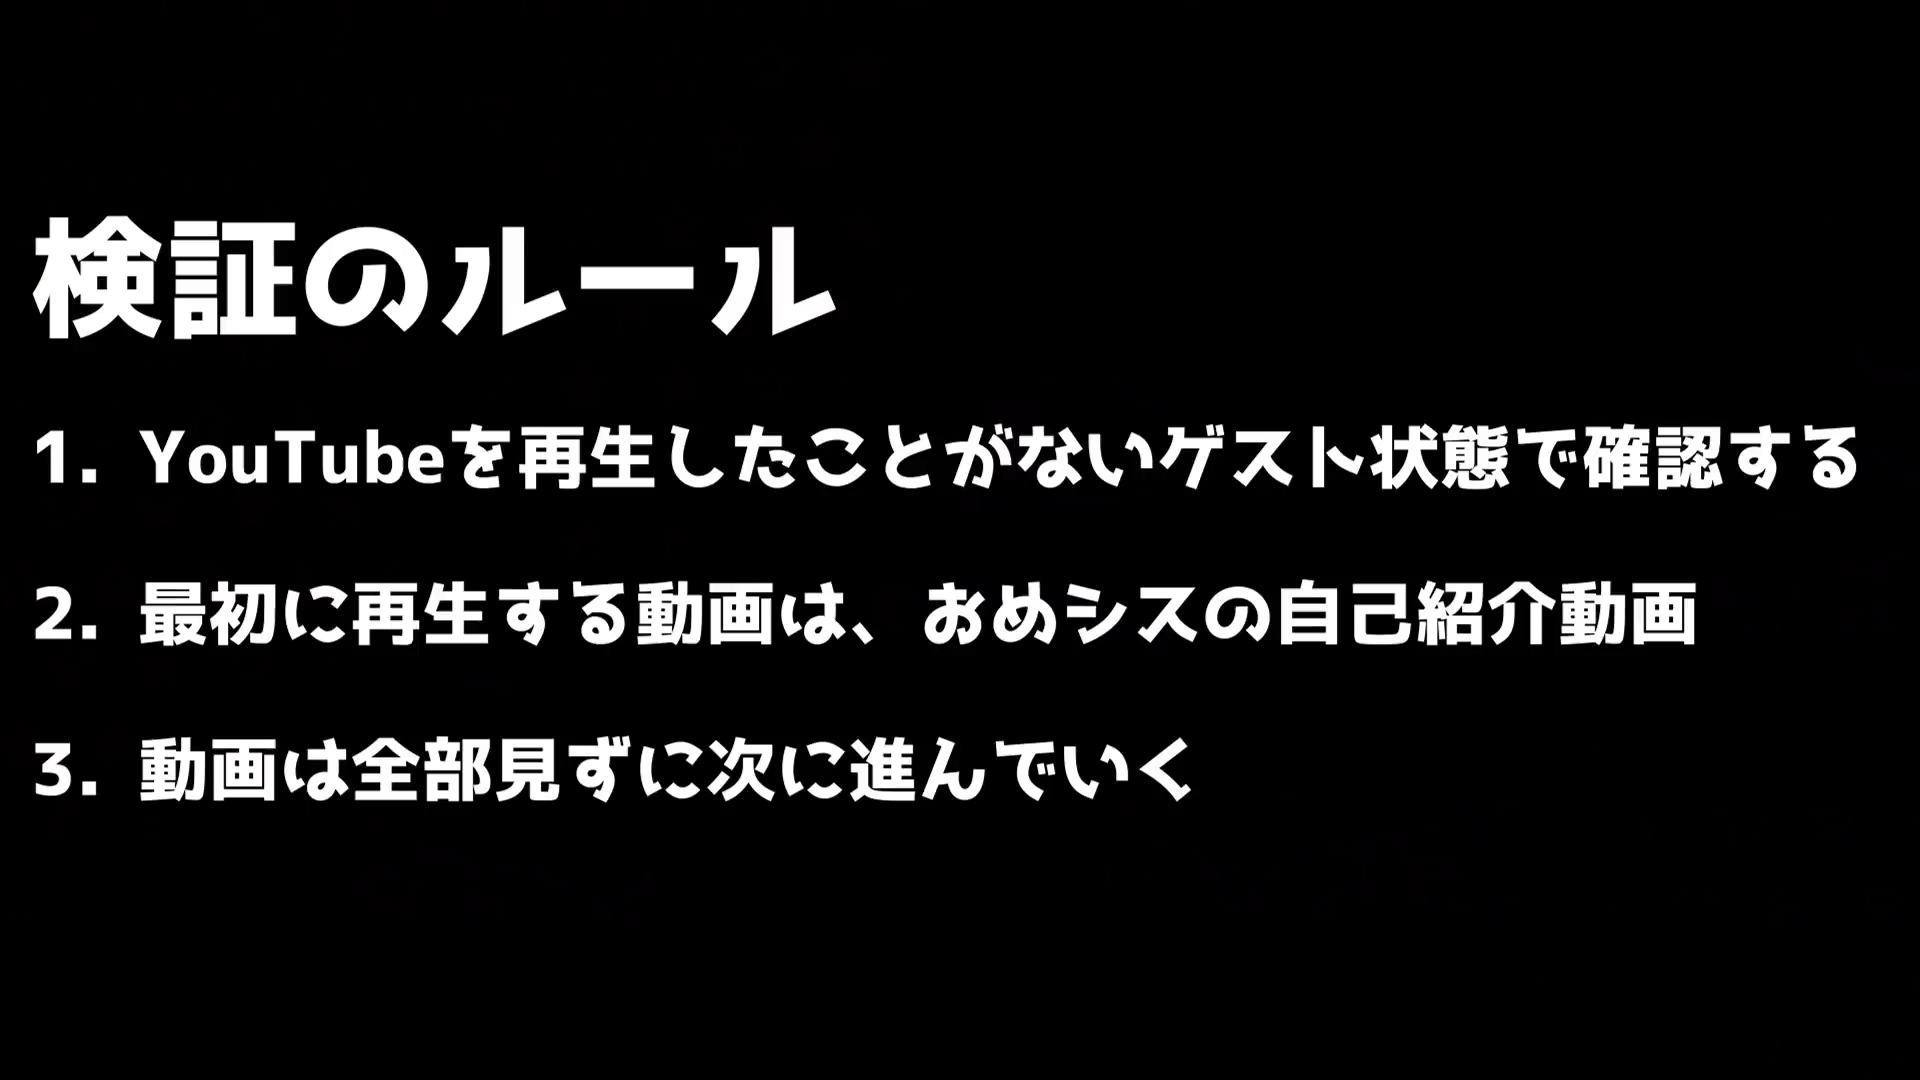 検証のルール
1. YouTubeを再生したことがないゲスト状態で確認する
2. 最初に再生する動画は、おめシスの自己紹介動画
3. 動画は全部見ずに次に進んでいく